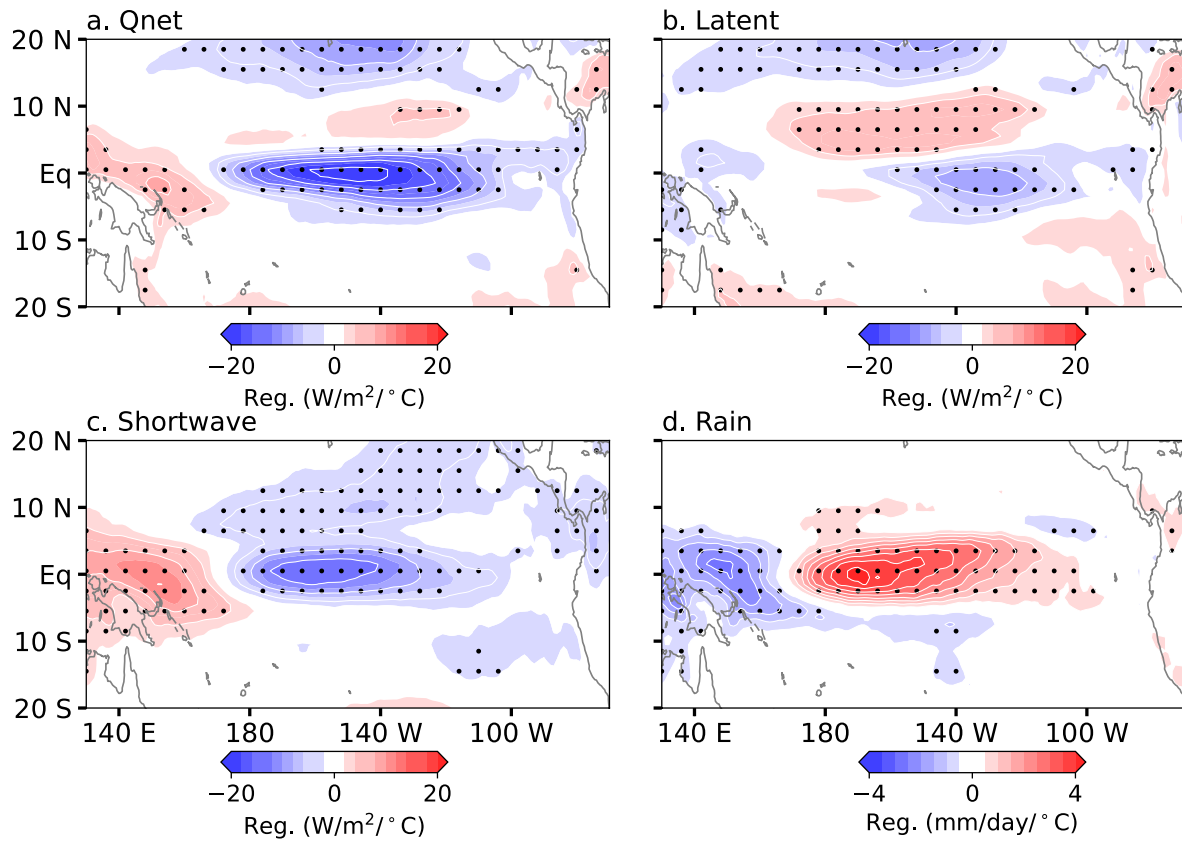 a. Qnet
b. Latent
20 N
10 N
Eq
10 S
20 S
−20 0 20
−20 0 20
Reg. (W/m²/°C)
Reg. (W/m²/°C)
c. Shortwave
d. Rain
20 N
10 N
Eq
10 S
20 S
140 E 180 140 W 100 W
140 E 180 140 W 100 W
−20 0 20
−4 0 4
Reg. (W/m²/°C)
Reg. (mm/day/°C)